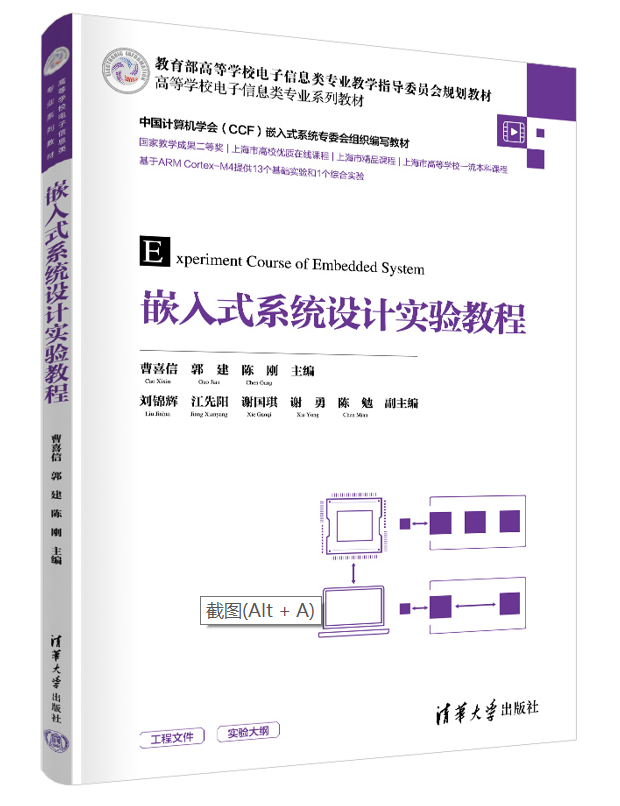 高等学校电子信息类
专业系列教材
嵌入式系统设计实验教程
曹喜信 郭 建 陈 刚 主编
清华大学出版社
教育部高等学校电子信息类专业教学指导委员会规划教材
高等学校电子信息类专业系列教材
中国计算机学会（CCF）嵌入式系统专委会组织编写教材
国家教学成果二等奖 | 上海市高校优质在线课程 | 上海市精品课程 | 上海市高等学校一流本科课程
基于ARM Cortex-M4提供13个基础实验和1个综合实验
Experiment Course of Embedded System
嵌入式系统设计实验教程
曹喜信 郭 建 陈 刚 主编
Cao Xixin Guo Jian Chen Gang
刘锦辉 江先阳 谢国琪 谢 勇 陈 勉 副主编
Liu Jinhui Jiang Xianyang Xie Guoqi Xie Yong Chen Mian
截图(Alt + A)
清华大学出版社
工程文件 实验大纲